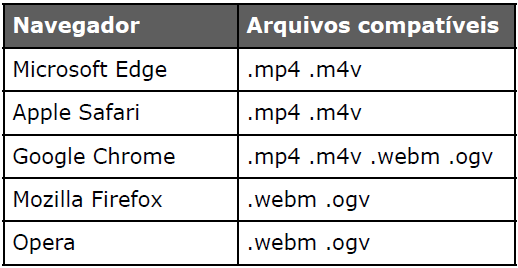 Navegador Arquivos compatíveis
Microsoft Edge .mp4 .m4v
Apple Safari .mp4 .m4v
Google Chrome .mp4 .m4v .webm .ogv
Mozilla Firefox .webm .ogv
Opera .webm .ogv